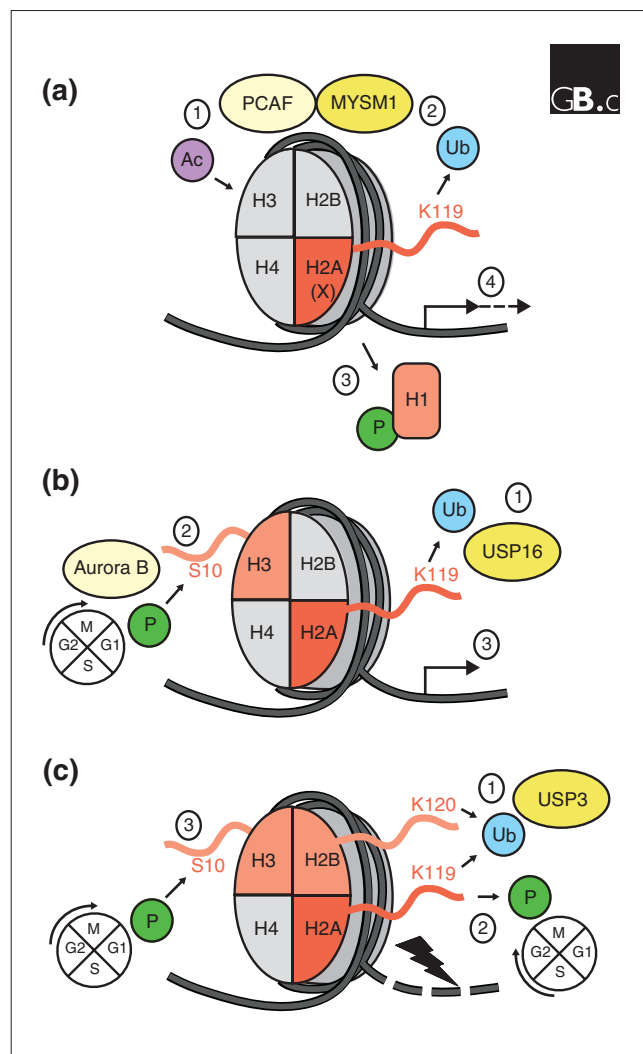 GB.c
(a)
1
PCAF
MYSM1
2
Ac
Ub
H3
H2B
K119
H4
H2A
(X)
4
3
H1
P
(b)
2
Ub
1
S10
USP16
Aurora B
H3
H2B
K119
P
M
G2
G1
S
H4
H2A
3
(c)
3
K120
1
USP3
S10
Ub
H3
H2B
K119
P
P
M
G2
G1
S
H4
H2A
2
M
G2
G1
S